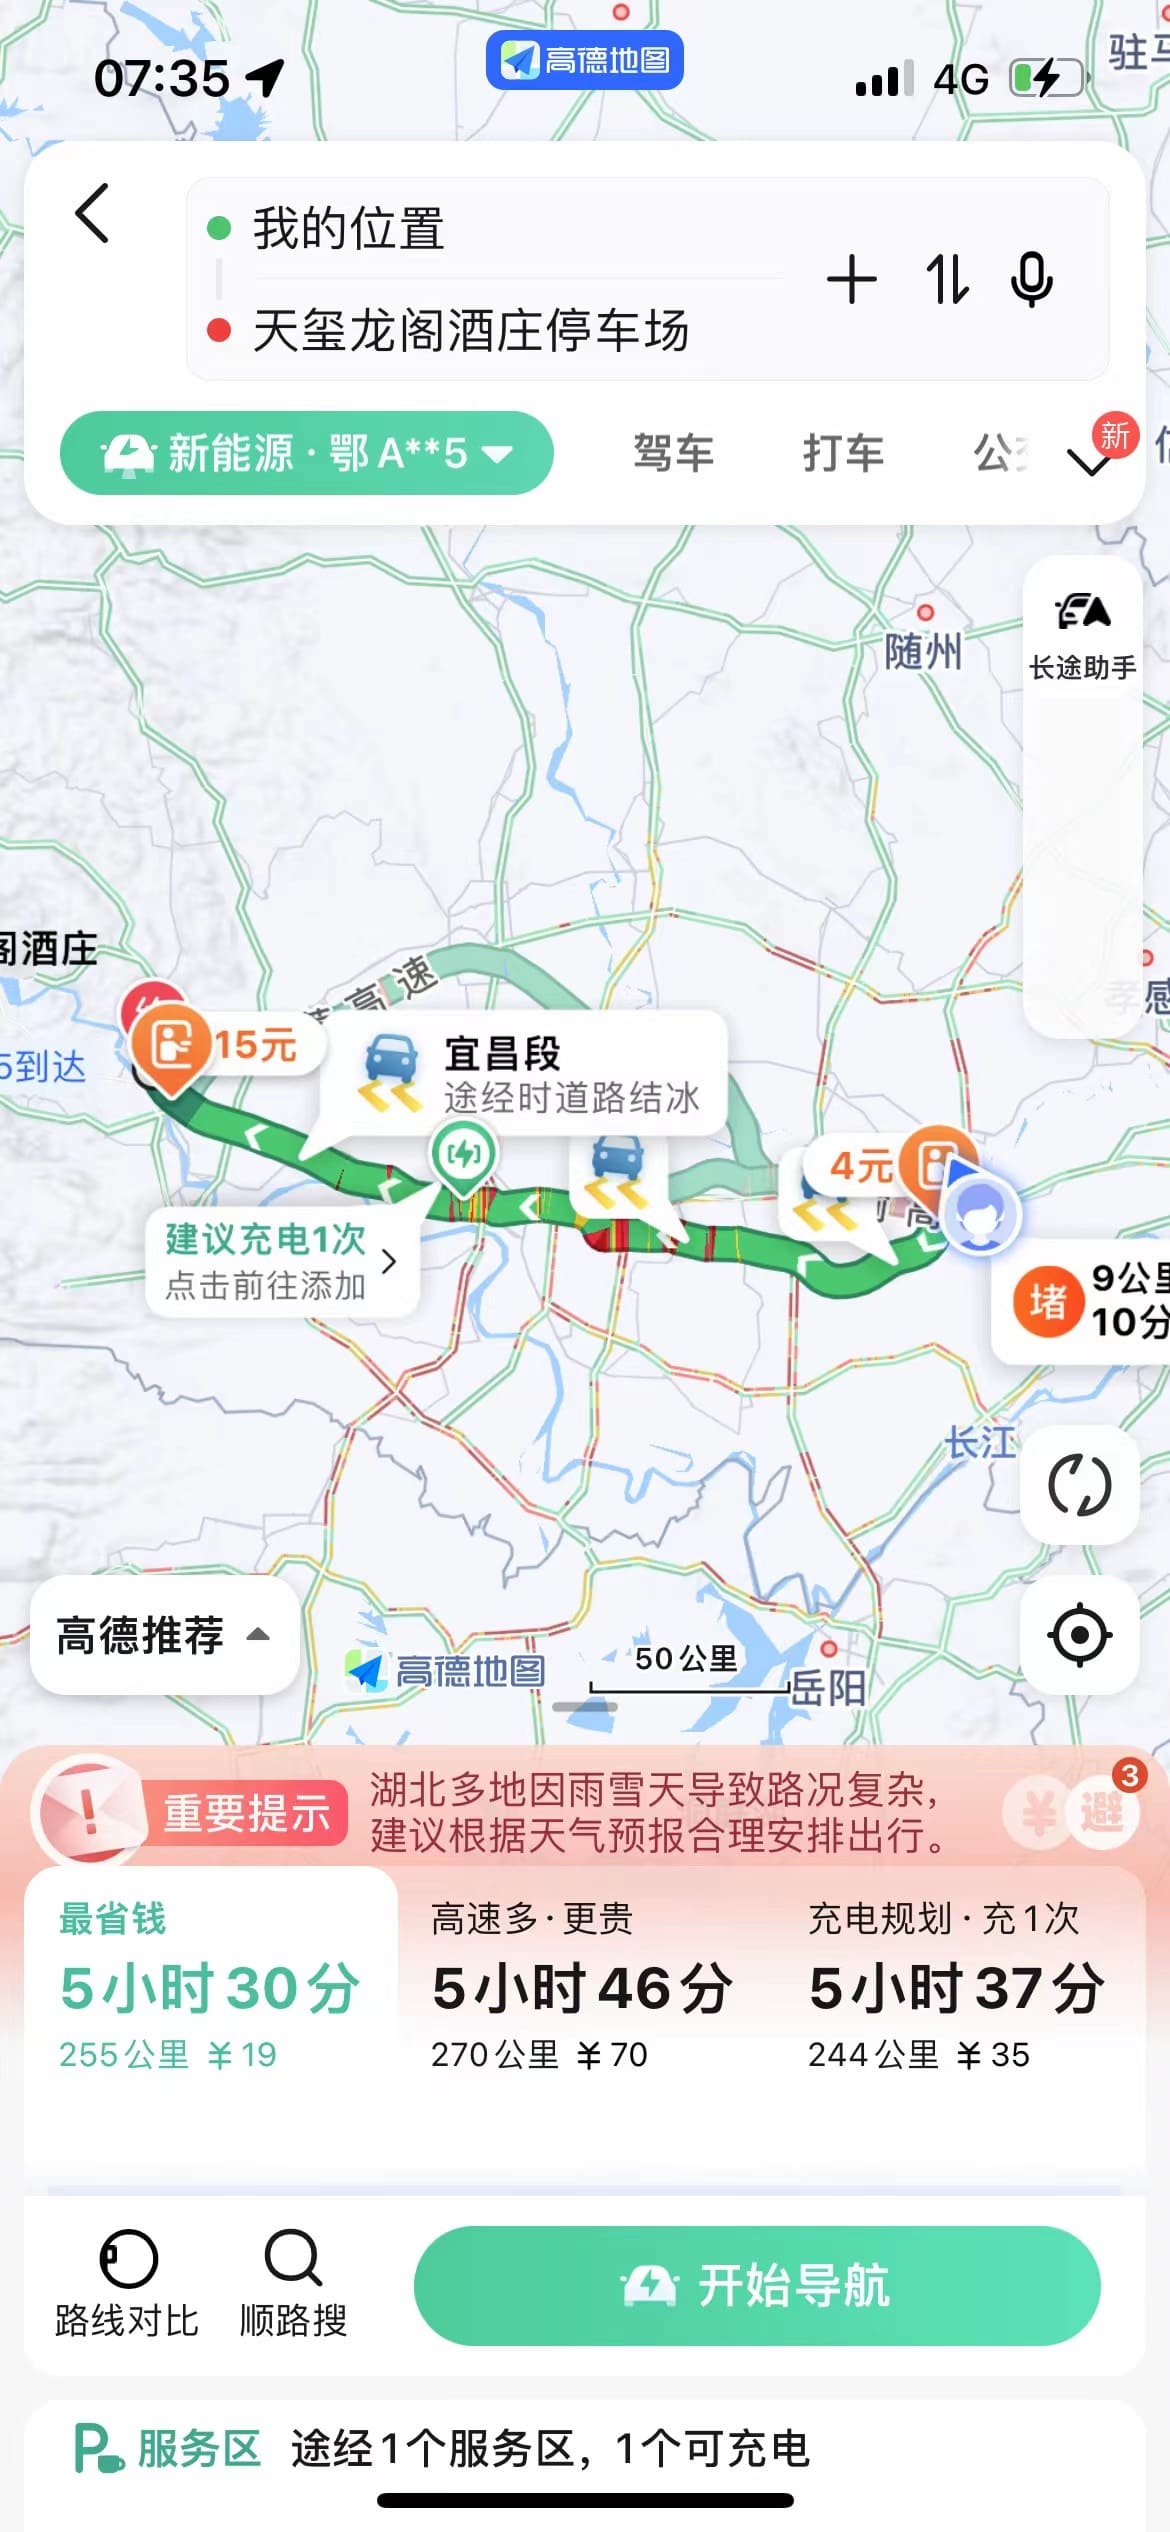 07:35
高德地图
4G
驻马
我的位置
天玺龙阁酒庄停车场
新能源·鄂A**5
驾车
打车
公交
新
随州
长途助手
阁酒庄
高速
孝感
15元
5到达
宜昌段
途经时道路结冰
4元
高
建议充电1次
点击前往添加
堵
9公里
10分
长江
高德推荐
高德地图
50公里
岳阳
重要提示
湖北多地因雨雪天导致路况复杂,
建议根据天气预报合理安排出行。
¥
避
3
最省钱
5小时30分
255公里 ¥19
高速多·更贵
5小时46分
270公里 ¥70
充电规划·充1次
5小时37分
244公里 ¥35
路线对比
顺路搜
开始导航
服务区 途经1个服务区，1个可充电